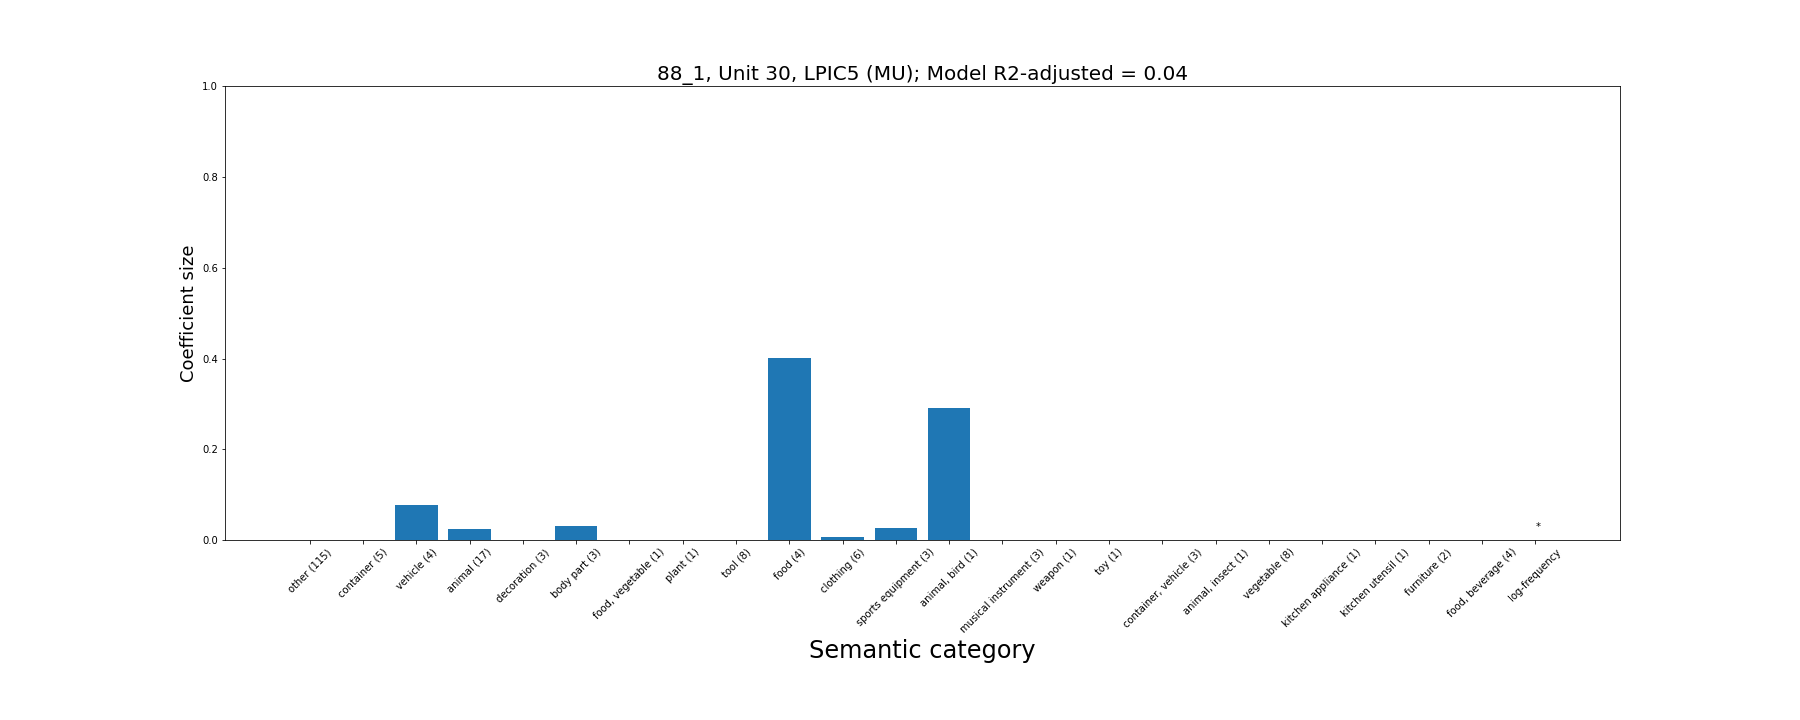 88_1, Unit 30, LPIC5 (MU); Model R2-adjusted = 0.04
1.0
0.8
0.6
0.4
0.2
0.0
Coefficient size
other (115)
container (5)
vehicle (4)
animal (17)
decoration (3)
body part (3)
food, vegetable (1)
plant (1)
tool (8)
food (4)
clothing (6)
sports equipment (3)
animal, bird (1)
musical instrument (3)
weapon (1)
toy (1)
container, vehicle (3)
animal, insect (1)
vegetable (8)
kitchen appliance (1)
kitchen utensil (1)
furniture (2)
food, beverage (4)
log-frequency
*
Semantic category